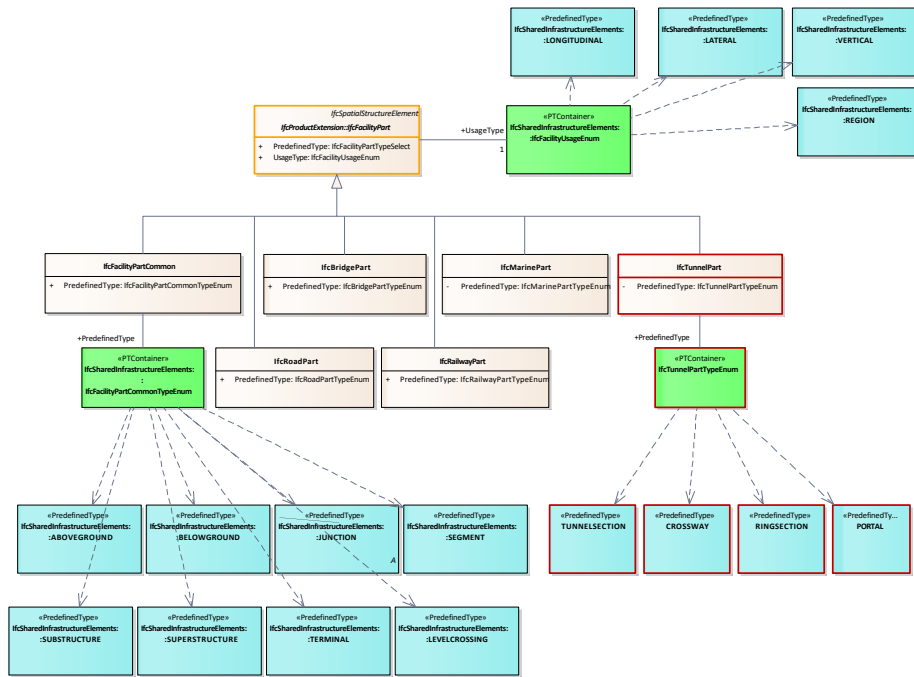 «PredefinedType»
IfcSharedInfrastructureElements:
:LONGITUDINAL
«PredefinedType»
IfcSharedInfrastructureElements:
:LATERAL
«PredefinedType»
IfcSharedInfrastructureElements:
:VERTICAL
«PredefinedType»
IfcSharedInfrastructureElements:
:REGION
IfcSpatialStructureElement
IfcProductExtension::IfcFacilityPart
+ PredefinedType: IfcFacilityPartTypeSelect
+ UsageType: IfcFacilityUsageEnum
+UsageType
1
«PTContainer»
IfcSharedInfrastructureElements:
:IfcFacilityUsageEnum
IfcFacilityPartCommon
+ PredefinedType: IfcFacilityPartCommonTypeEnum
IfcBridgePart
+ PredefinedType: IfcBridgePartTypeEnum
IfcMarinePart
- PredefinedType: IfcMarinePartTypeEnum
IfcTunnelPart
- PredefinedType: IfcTunnelPartTypeEnum
+PredefinedType
+PredefinedType
«PTContainer»
IfcSharedInfrastructureElements:
:
IfcFacilityPartCommonTypeEnum
IfcRoadPart
+ PredefinedType: IfcRoadPartTypeEnum
IfcRailwayPart
+ PredefinedType: IfcRailwayPartTypeEnum
«PTContainer»
IfcTunnelPartTypeEnum
«PredefinedType»
IfcSharedInfrastructureElements:
:ABOVEGROUND
«PredefinedType»
IfcSharedInfrastructureElements:
:BELOWGROUND
«PredefinedType»
IfcSharedInfrastructureElements:
:JUNCTION
A
«PredefinedType»
IfcSharedInfrastructureElements:
:SEGMENT
«PredefinedType»
TUNNELSECTION
«PredefinedType»
CROSSWAY
«PredefinedType»
RINGSECTION
«PredefinedTy...
PORTAL
«PredefinedType»
IfcSharedInfrastructureElements:
:SUBSTRUCTURE
«PredefinedType»
IfcSharedInfrastructureElements:
:SUPERSTRUCTURE
«PredefinedType»
IfcSharedInfrastructureElements:
:TERMINAL
«PredefinedType»
IfcSharedInfrastructureElements:
:LEVELCROSSING